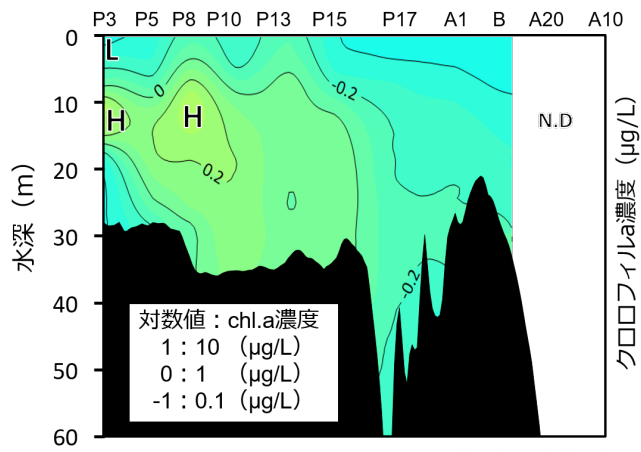 P3 P5 P8 P10 P13 P15 P17 A1 B A20 A10
0
10
20
30
40
50
60
水深（m）
L
H
H
0
-0.2
0.2
-0.2
N.D
クロロフィルa濃度（μg/L）
対数値：chl.a濃度
1：10 （μg/L）
0：1 （μg/L）
-1：0.1（μg/L）